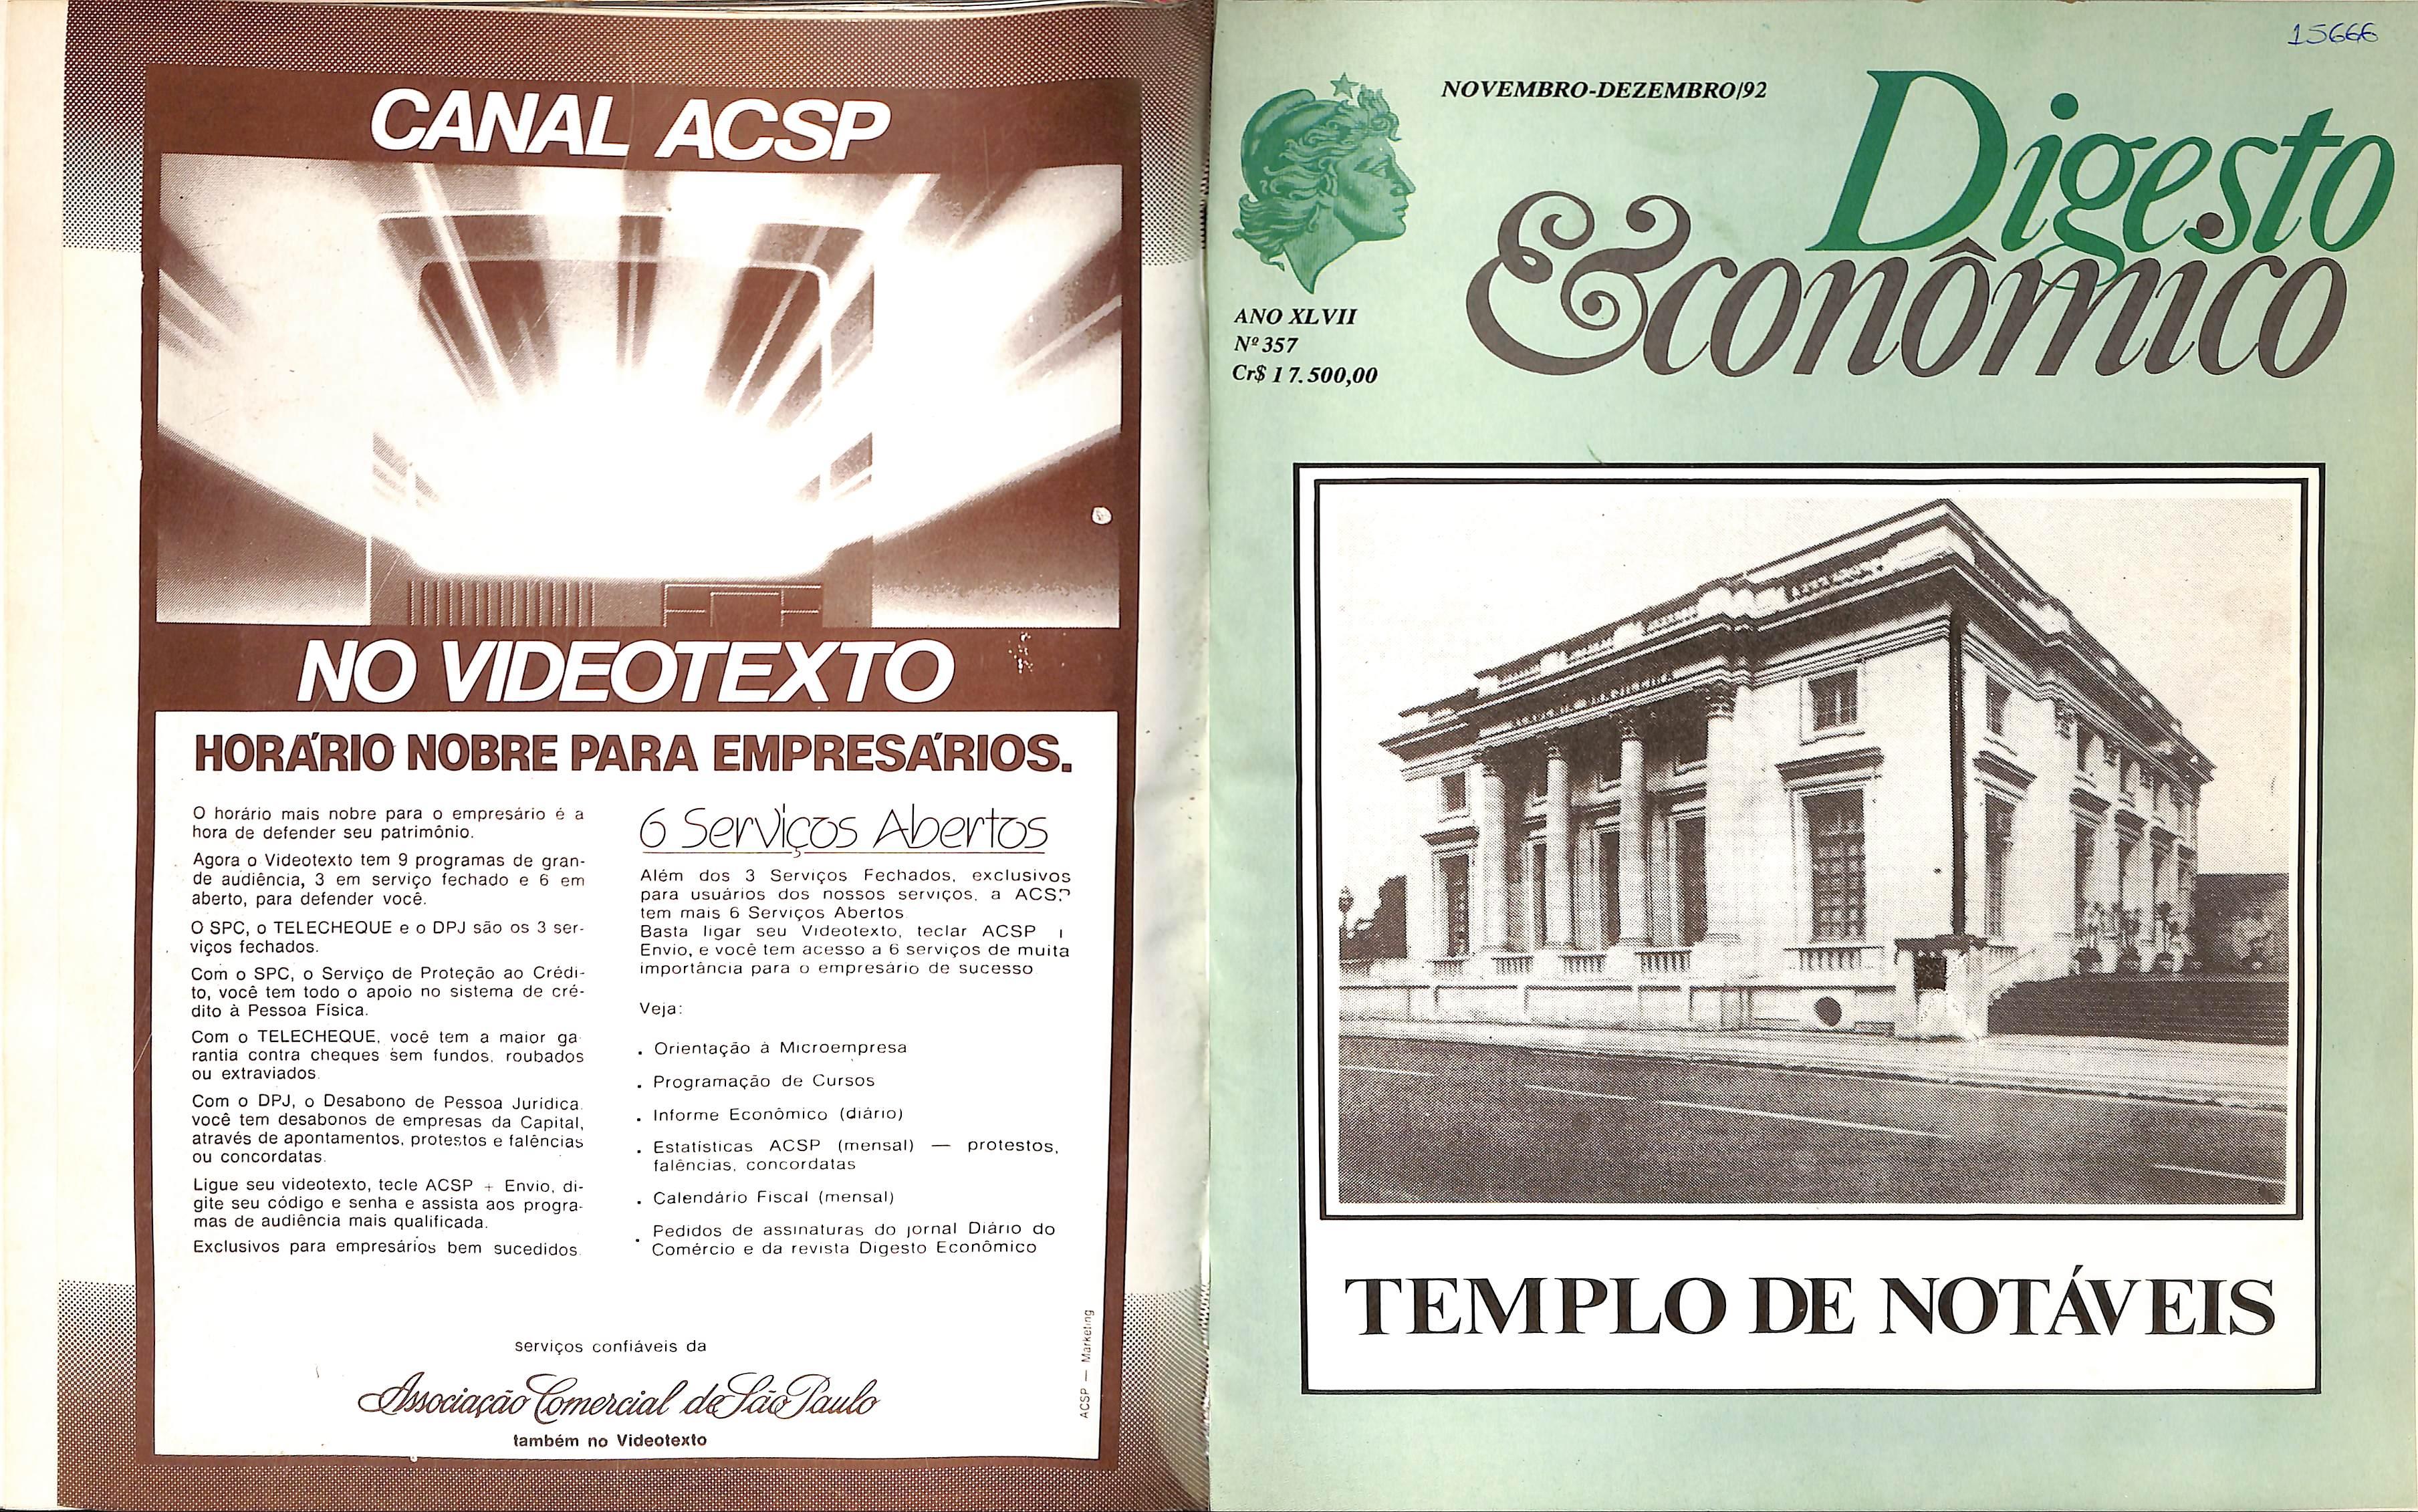 CANAL ACSP
NO VIDEOTEXTO
HORÁRIO NOBRE PARA EMPRESÁRIOS.
O horário mais nobre para o empresário é a
hora de defender seu patrimônio.
Agora o Videotexto tem 9 programas de gran-
de audiência, 3 em serviço fechado e 6 em
aberto, para defender você.
O SPC, o TELECHEQUE e o DPJ são os 3 ser-
viços fechados.
Com o SPC, o Serviço de Proteção ao Crédi-
to, você tem todo o apoio no sistema de cré-
dito à Pessoa Física.
Com o TELECHEQUE, você tem a maior ga
rantia contra cheques sem fundos, roubados
ou extraviados.
Com o DPJ, o Desabono de Pessoa Jurídica.
você tem desabonos de empresas da Capital,
através de apontamentos, protestos e falências
ou concordatas.
Ligue seu videotexto, tecle ACSP + Envio, di-
gite seu código e senha e assista aos progra-
mas de audiência mais qualificada.
Exclusivos para empresários bem sucedidos.
6 Serviços Abertos
Além dos 3 Serviços Fechados, exclusivos
para usuários dos nossos serviços, a ACSP
tem mais 6 Serviços Abertos.
Basta ligar seu Videotexto, teclar ACSP
Envio, e você tem acesso a 6 serviços de muita
importância para o empresário de sucesso
Veja:
. Orientação à Microempresa
. Programação de Cursos
. Informe Econômico (diário)
. Estatísticas ACSP (mensal) — protestos,
falências, concordatas
. Calendário Fiscal (mensal)
. Pedidos de assinaturas do jornal Diário do
Comércio e da revista Digesto Econômico
serviços confiáveis da
Associação Comercial de São Paulo
também no Videotexto
ACSP — Marketing
15666
NOVEMBRO-DEZEMBRO/92
Digesto
Econômico
ANO XLVII
Nº 357
Cr$ 17.500,00
TEMPLO DE NOTÁVEIS